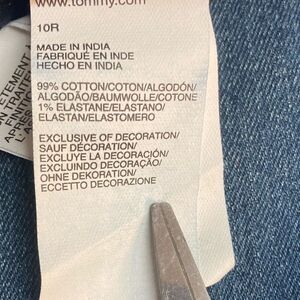 www.tommy.com
10R
MADE IN INDIA
FABRIQUÉ EN INDE
HECHO EN INDIA
99% COTTON/COTON/ALGODÓN/
ALGODÃO/BAUMWOLLE/COTONE
1% ELASTANE/ELASTANO/
ELASTAN/ELASTOMERO
EXCLUSIVE OF DECORATION/
SAUF DÉCORATION/
EXCLUYE LA DECORACIÓN/
EXCLUINDO DECORAÇÃO/
OHNE DEKORATION/
ECCETTO DECORAZIONE